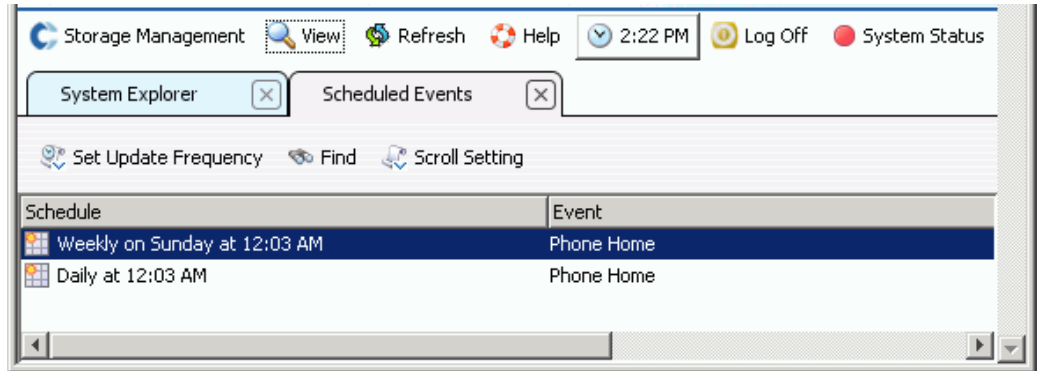 Storage Management View Refresh Help 2:22 PM Log Off System Status
System Explorer Scheduled Events
Set Update Frequency Find Scroll Setting
Schedule Event
Weekly on Sunday at 12:03 AM Phone Home
Daily at 12:03 AM Phone Home